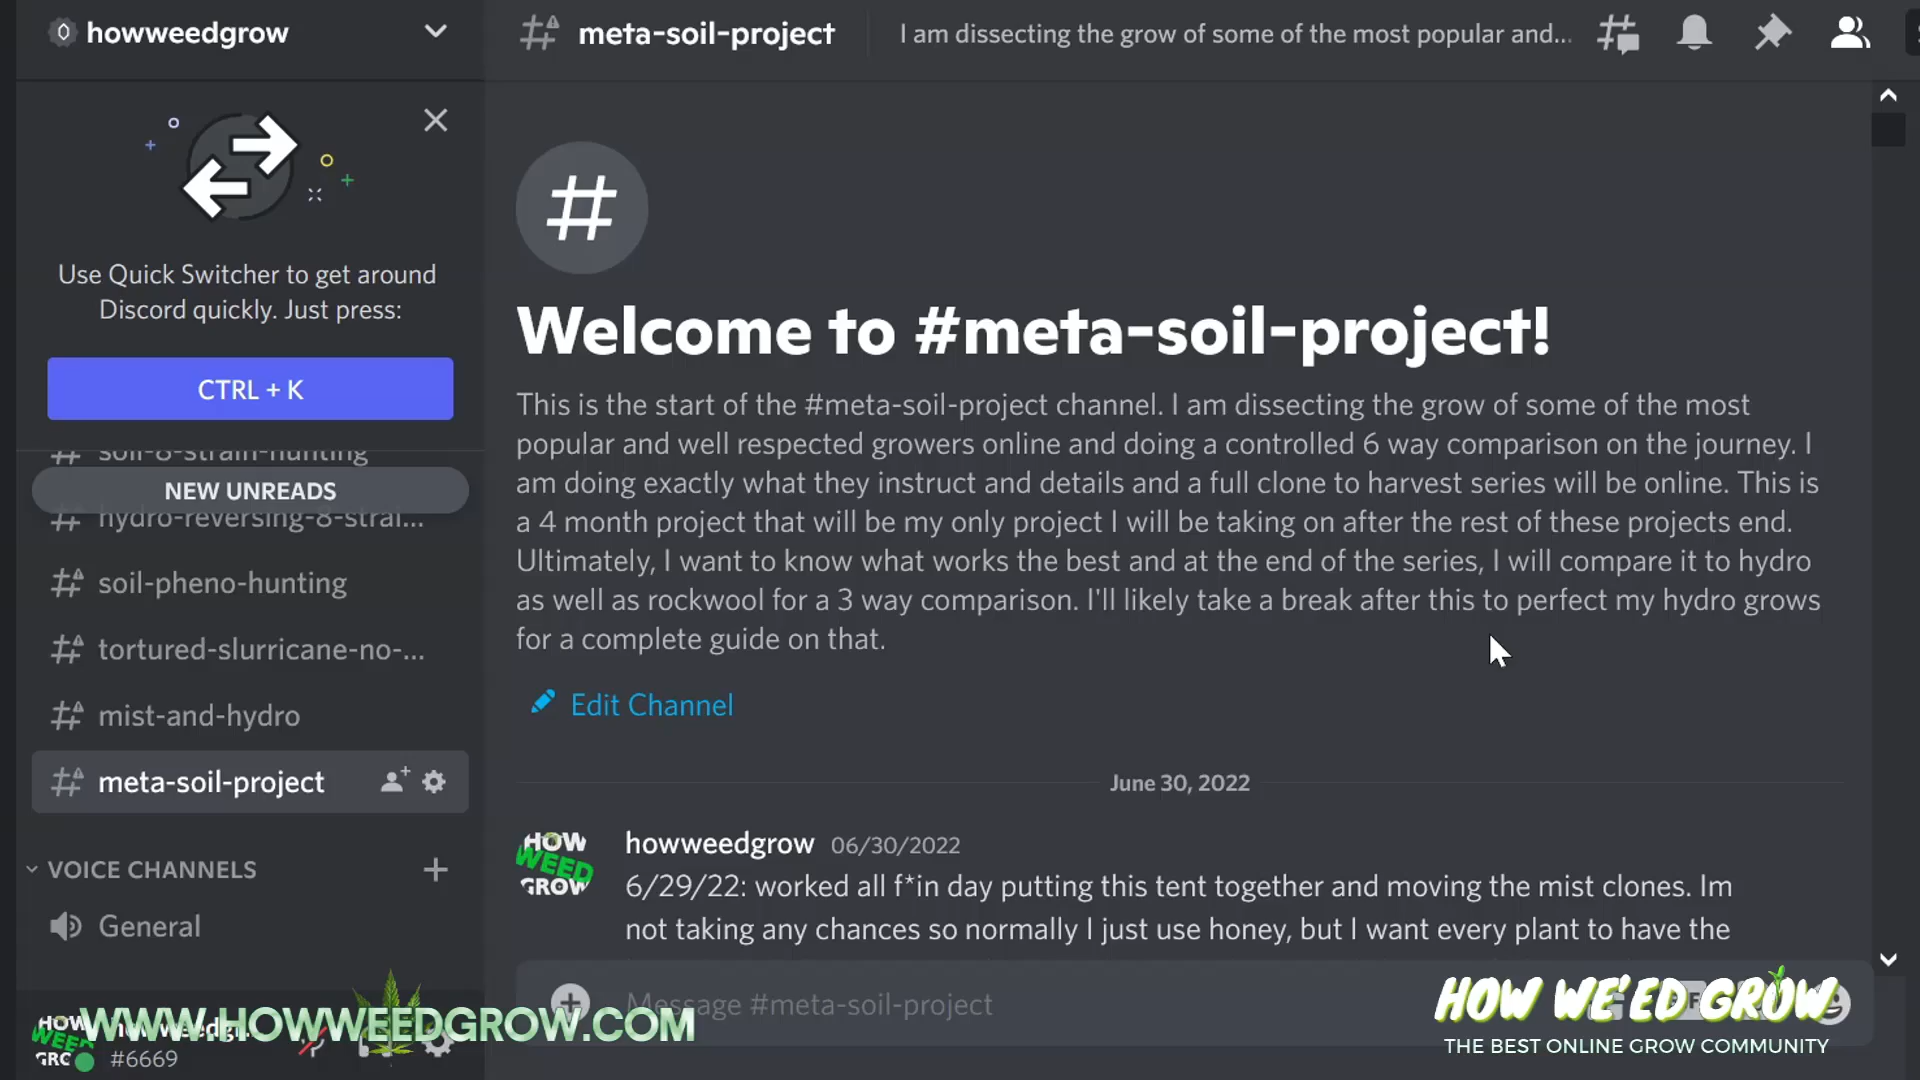 howweedgrow
meta-soil-project
I am dissecting the grow of some of the most popular and...
Use Quick Switcher to get around
Discord quickly. Just press:
CTRL + K
soil-8-strain-hunting
NEW UNREADS
hydro-reversing-8-strai...
soil-pheno-hunting
tortured-slurricane-no-...
mist-and-hydro
meta-soil-project
VOICE CHANNELS
General
#6669
Welcome to #meta-soil-project!
This is the start of the #meta-soil-project channel. I am dissecting the grow of some of the most
popular and well respected growers online and doing a controlled 6 way comparison on the journey. I
am doing exactly what they instruct and details and a full clone to harvest series will be online. This is
a 4 month project that will be my only project I will be taking on after the rest of these projects end.
Ultimately, I want to know what works the best and at the end of the series, I will compare it to hydro
as well as rockwool for a 3 way comparison. I'll likely take a break after this to perfect my hydro grows
for a complete guide on that.
Edit Channel
June 30, 2022
HOW
WEED
GROW
howweedgrow 06/30/2022
6/29/22: worked all f*in day putting this tent together and moving the mist clones. Im
not taking any chances so normally I just use honey, but I want every plant to have the
Message #meta-soil-project
WWW.HOWWEEDGROW.COM
HOW WE'ED GROW
THE BEST ONLINE GROW COMMUNITY